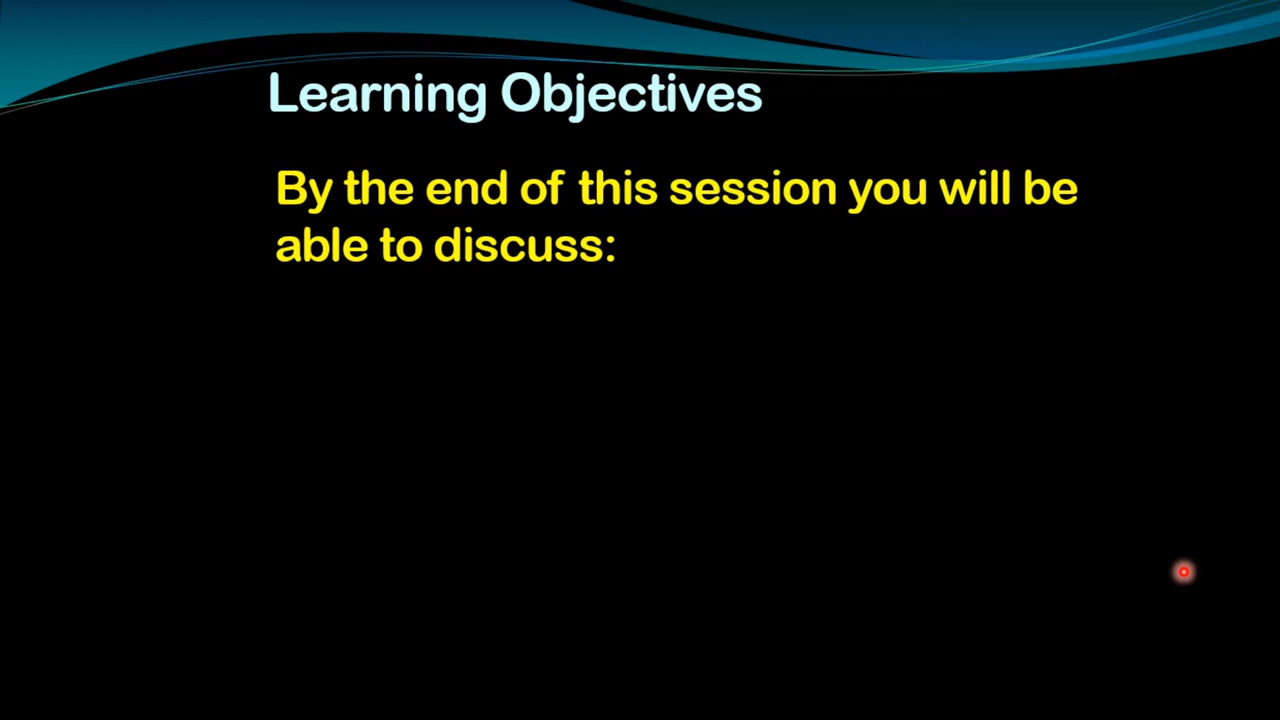 Learning Objectives
By the end of this session you will be
able to discuss: